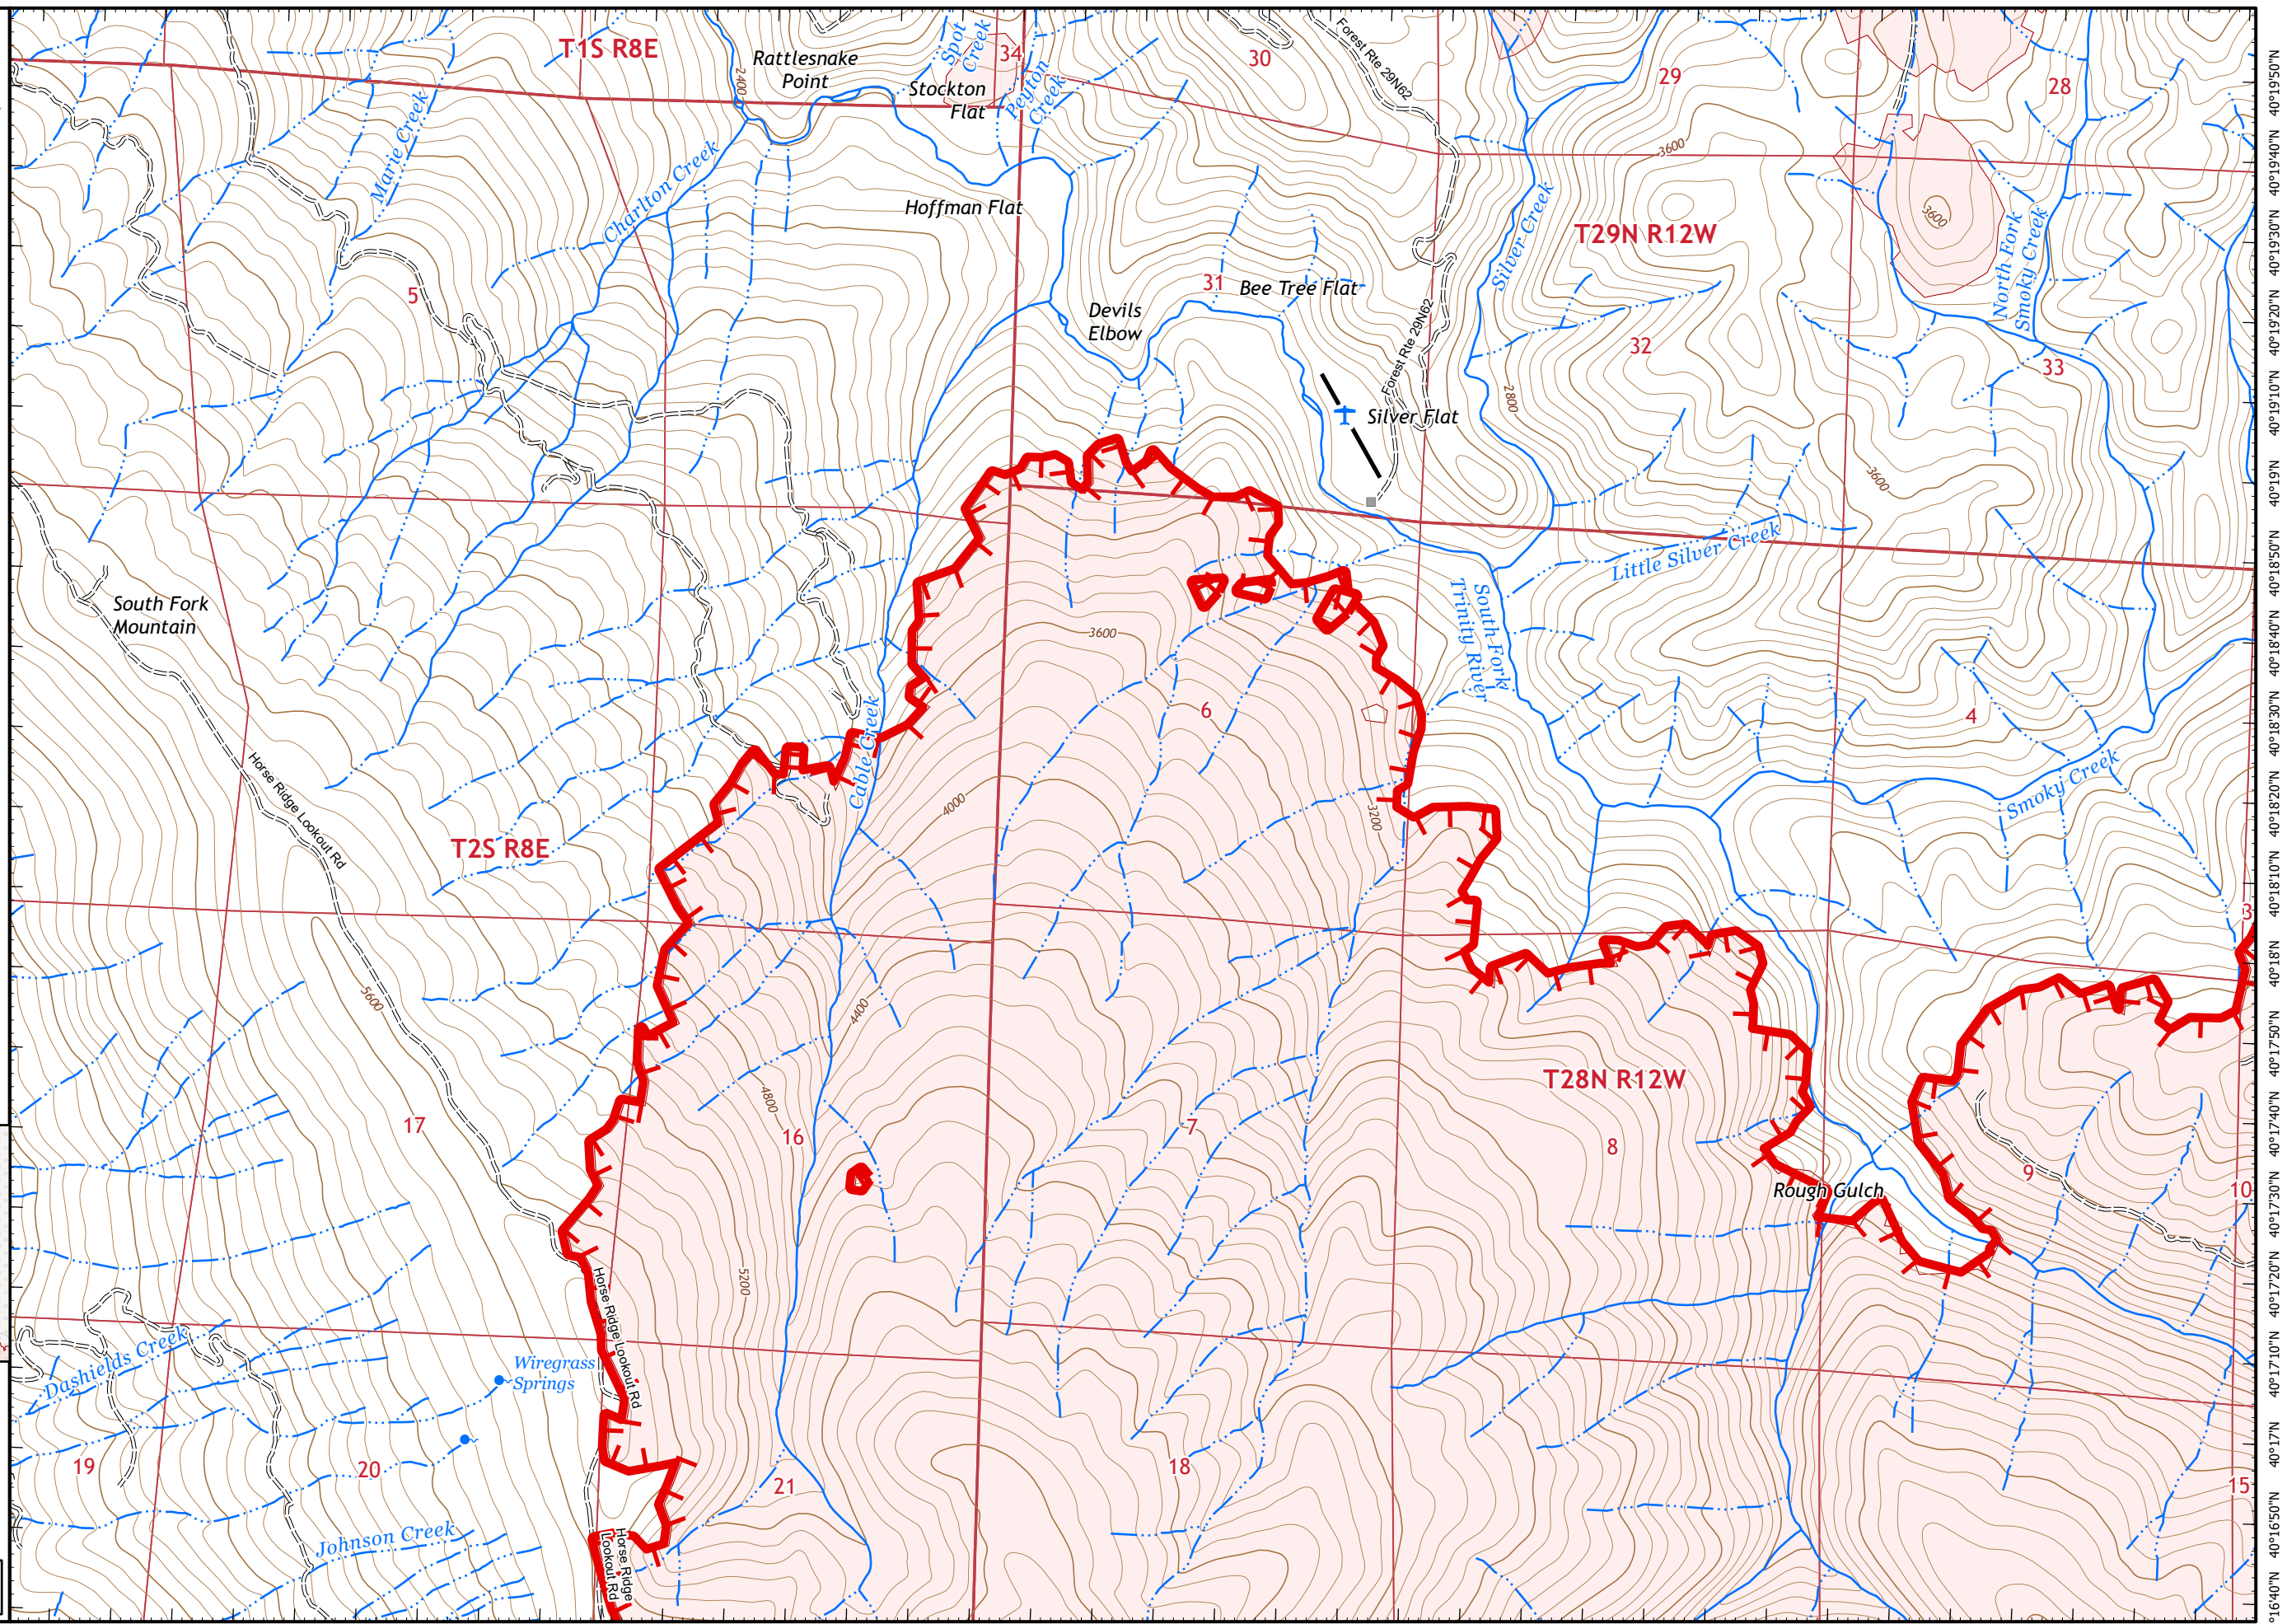 T1S R8E
Rattlesnake
Point
Spot
Creek
34
30
Forest Rte 29N62
29
28
2400
Stockton
Flat
Peyton
Creek
Marie Creek
Charlton Creek
3600
Hoffman Flat
Silver Creek
T29N R12W
3600
North Fork
Smoky Creek
5
31
Bee Tree Flat
Devils
Elbow
Forest Rte 29N62
32
33
2800
Silver Flat
3600
Little Silver Creek
South Fork
Mountain
South Fork
Trinity River
3600
6
4
Horse Ridge Lookout Rd
Cable Creek
4000
3200
Smoky Creek
T2S R8E
3
5600
4400
4800
T28N R12W
17
16
7
8
9
10
Rough Gulch
5200
Horse Ridge Lookout Rd
Dashields Creek
Wiregrass
Springs
19
20
21
18
15
Johnson Creek
Horse Ridge
Lookout Rd
40°19'50"N
40°19'40"N
40°19'30"N
40°19'20"N
40°19'10"N
40°19'N
40°18'50"N
40°18'40"N
40°18'30"N
40°18'20"N
40°18'10"N
40°18'N
40°17'50"N
40°17'40"N
40°17'30"N
40°17'20"N
40°17'10"N
40°17'N
40°16'50"N
°16'40"N